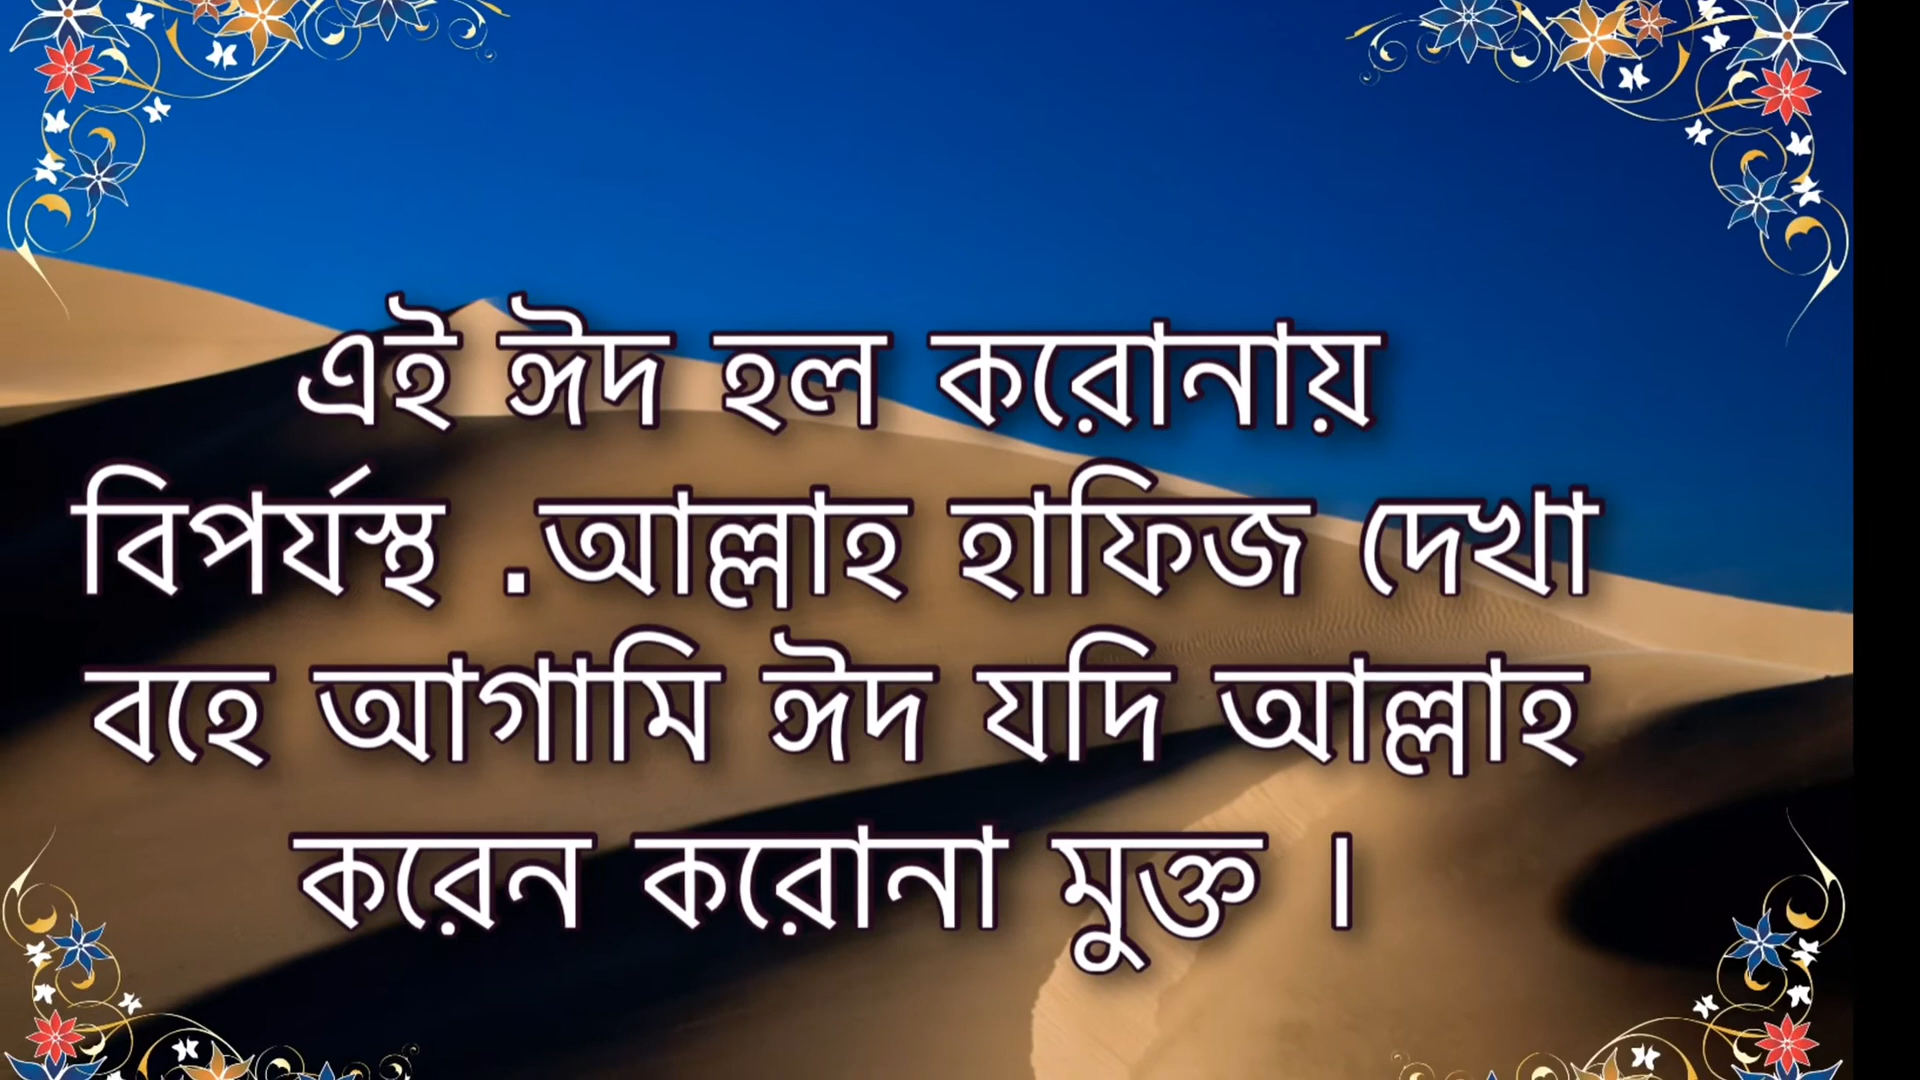 এই ঈদ হল করোনায়
বিপর্যস্থ .আল্লাহ হাফিজ দেখা
বহে আগামি ঈদ যদি আল্লাহ
করেন করোনা মুক্ত ।